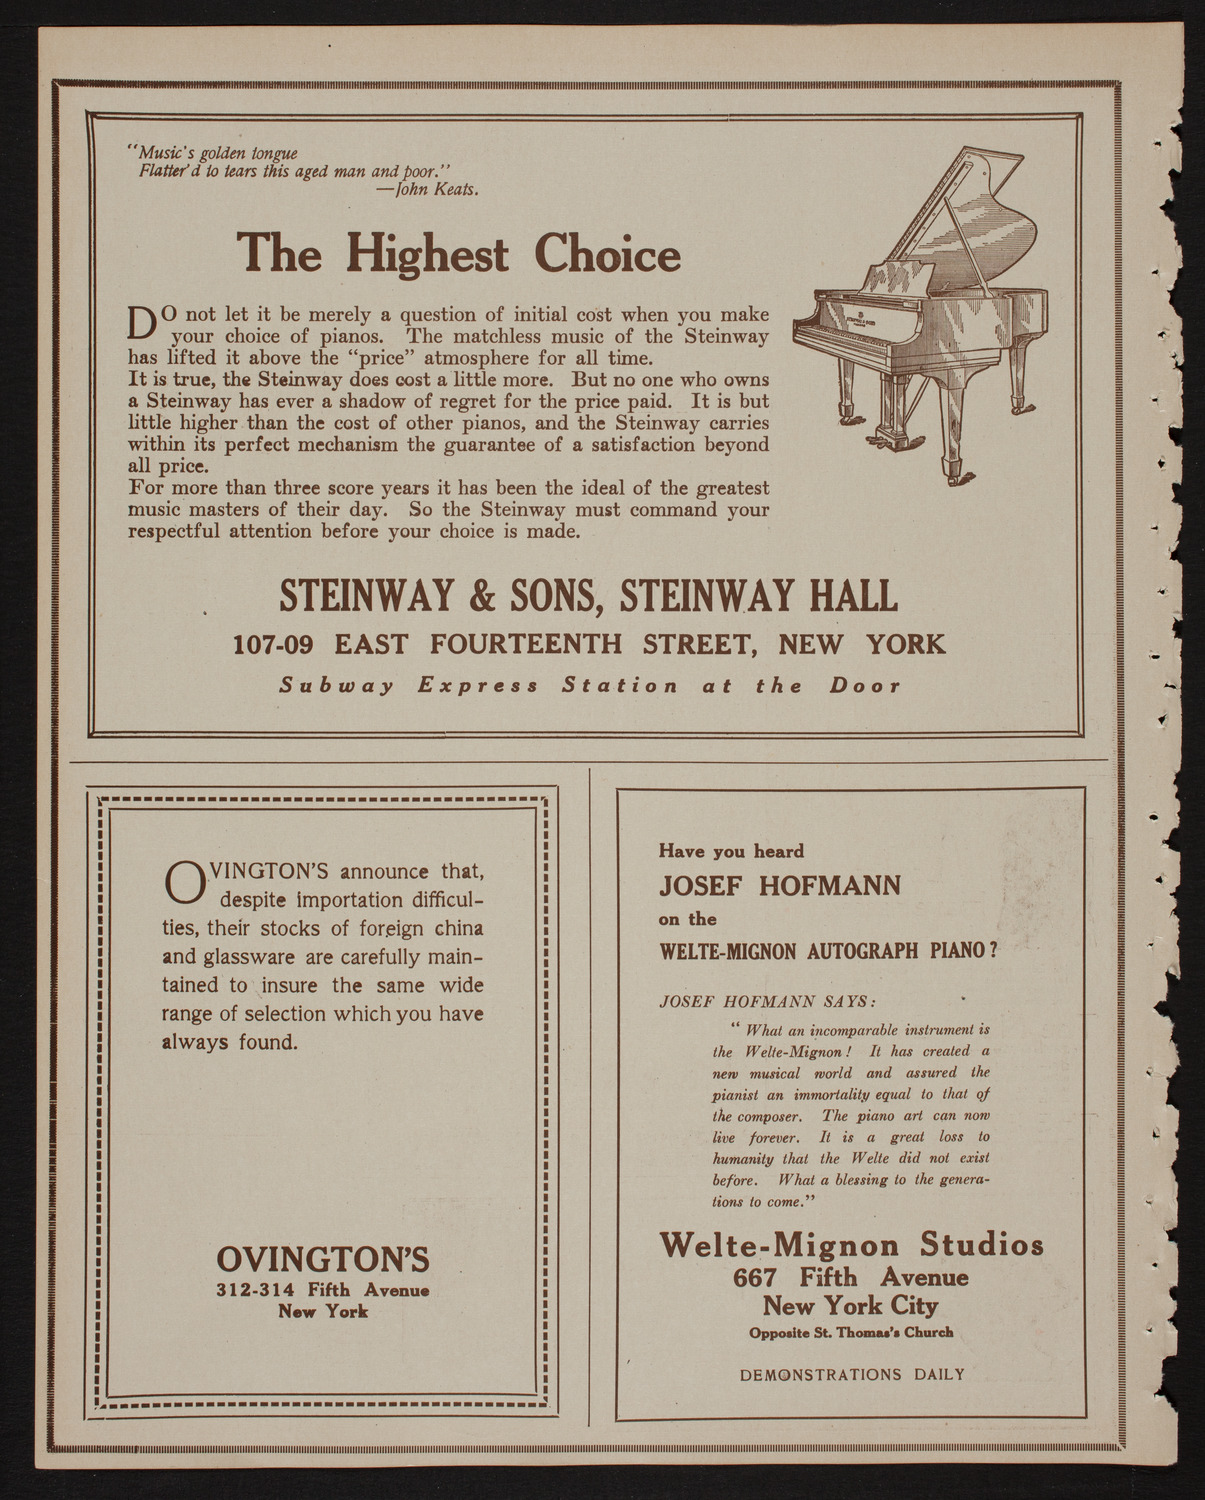 “Music's golden tongue
Flatter'd to tears this aged man and poor.”
—John Keats.
The Highest Choice
DO not let it be merely a question of initial cost when you make
your choice of pianos. The matchless music of the Steinway
has lifted it above the “price” atmosphere for all time.
It is true, the Steinway does cost a little more. But no one who owns
a Steinway has ever a shadow of regret for the price paid. It is but
little higher than the cost of other pianos, and the Steinway carries
within its perfect mechanism the guarantee of a satisfaction beyond
all price.
For more than three score years it has been the ideal of the greatest
music masters of their day. So the Steinway must command your
respectful attention before your choice is made.
STEINWAY & SONS, STEINWAY HALL
107-09 EAST FOURTEENTH STREET, NEW YORK
Subway Express Station at the Door
OVINGTON'S announce that,
despite importation difficul-
ties, their stocks of foreign china
and glassware are carefully main-
tained to insure the same wide
range of selection which you have
always found.
OVINGTON'S
312-314 Fifth Avenue
New York
Have you heard
JOSEF HOFMANN
on the
WELTE-MIGNON AUTOGRAPH PIANO?
JOSEF HOFMANN SAYS:
“ What an incomparable instrument is
the Welte-Mignon! It has created a
new musical world and assured the
pianist an immortality equal to that of
the composer. The piano art can now
live forever. It is a great loss to
humanity that the Welte did not exist
before. What a blessing to the genera-
tions to come.”
Welte-Mignon Studios
667 Fifth Avenue
New York City
Opposite St. Thomas's Church
DEMONSTRATIONS DAILY